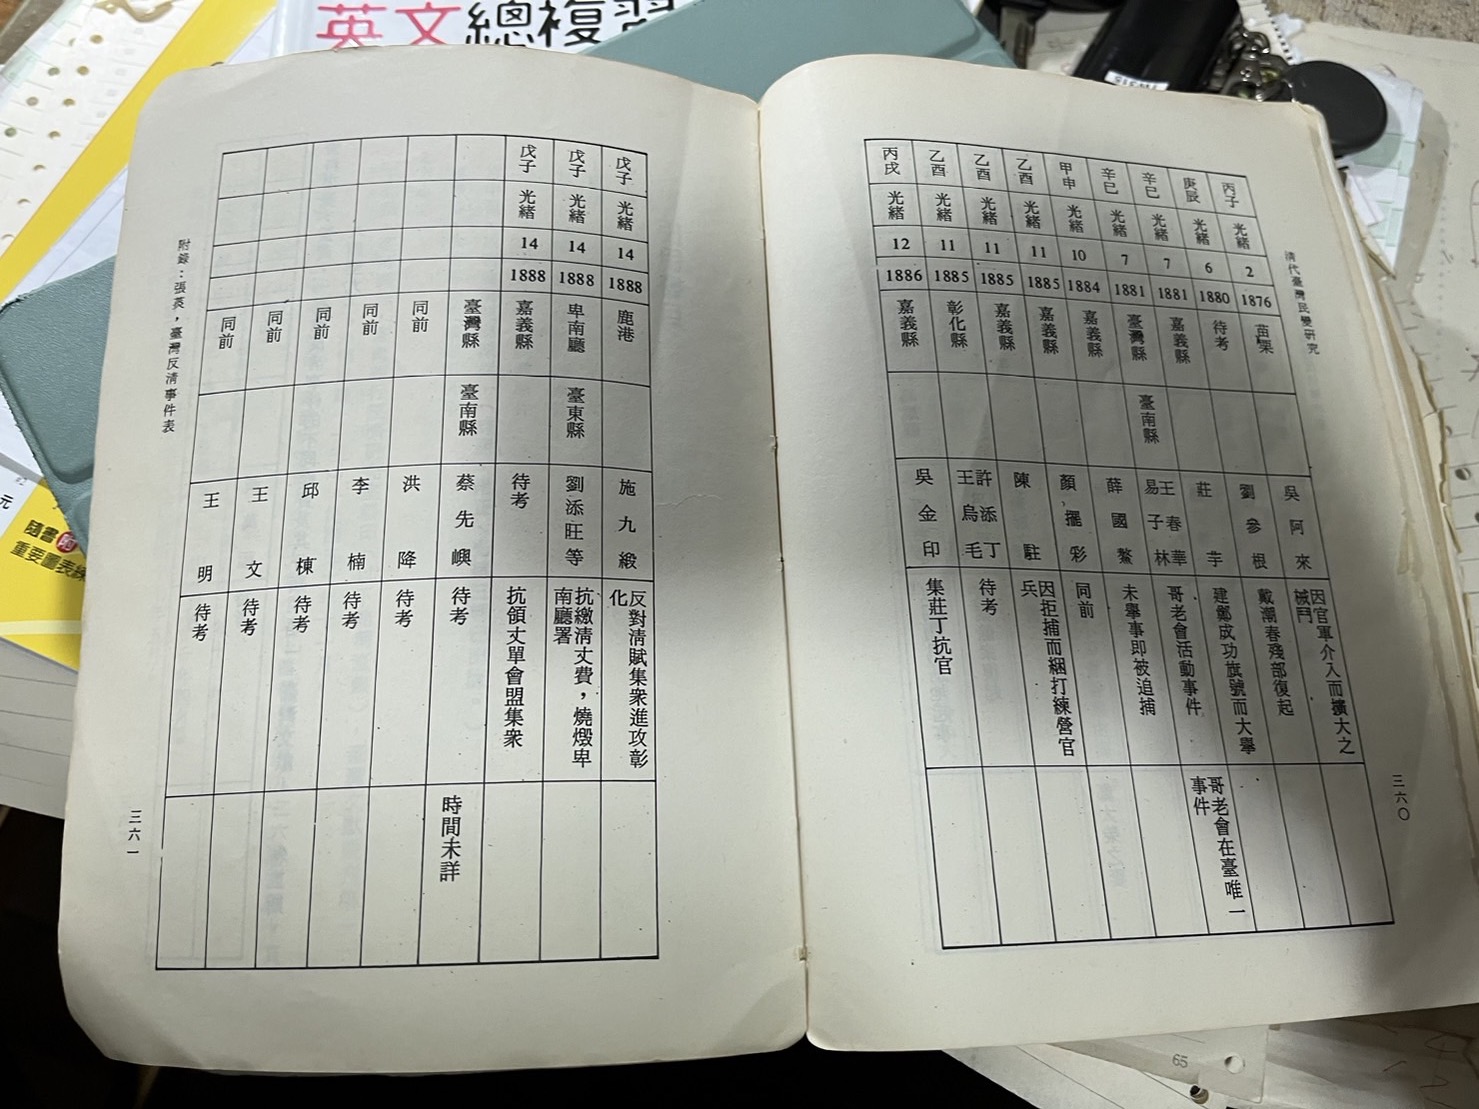 英文總複習
清代臺灣民變研究
三六〇
丙子 光緒 2 1876 苗栗 吳阿來 因官軍介入而擴大之
械鬥
庚辰 光緒 6 1880 待考 劉參根 戴潮春殘部復起
辛巳 光緒 7 1881 嘉義縣 莊芋 建鄭成功旗號而大舉
辛巳 光緒 7 1881 臺灣縣 臺南縣 王春華 哥老會活動事件 哥老會在臺唯一
易子林 事件
甲申 光緒 10 1884 嘉義縣 薛國鰲 未舉事即被追捕
乙酉 光緒 11 1885 嘉義縣 顏擺彩 同前
乙酉 光緒 11 1885 嘉義縣 陳駐 因拒捕而綑打練營官
兵
乙酉 光緒 11 1885 彰化縣 許添丁 待考
王烏毛
丙戌 光緒 12 1886 嘉義縣 吳金印 集莊丁抗官
戊子 光緒 14 1888 鹿港 施九緞 反對清賦集衆進攻彰
化
戊子 光緒 14 1888 卑南廳 臺東縣 劉添旺等 抗繳清丈費，燒燬卑
南廳署
戊子 光緒 14 1888 嘉義縣 待考 抗領丈單會盟集衆
臺灣縣 臺南縣 蔡先嶼 待考 時間未詳
同前 洪降 待考
同前 李楠 待考
同前 邱棟 待考
同前 王文 待考
同前 王明 待考
附錄：張菼，臺灣反清事件表
三六一
元
隨書附
重要圖表線
65